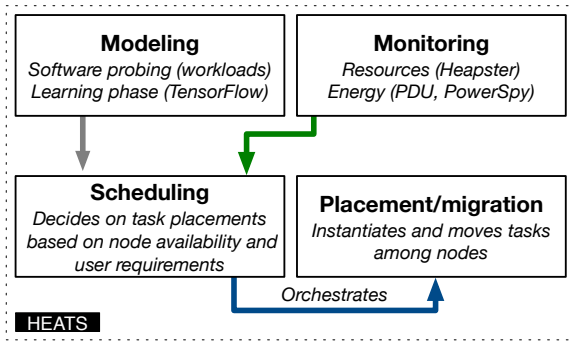 Modeling
Software probing (workloads)
Learning phase (TensorFlow)
Monitoring
Resources (Heapster)
Energy (PDU, PowerSpy)
Scheduling
Decides on task placements
based on node availability and
user requirements
Placement/migration
Instantiates and moves tasks
among nodes
Orchestrates
HEATS